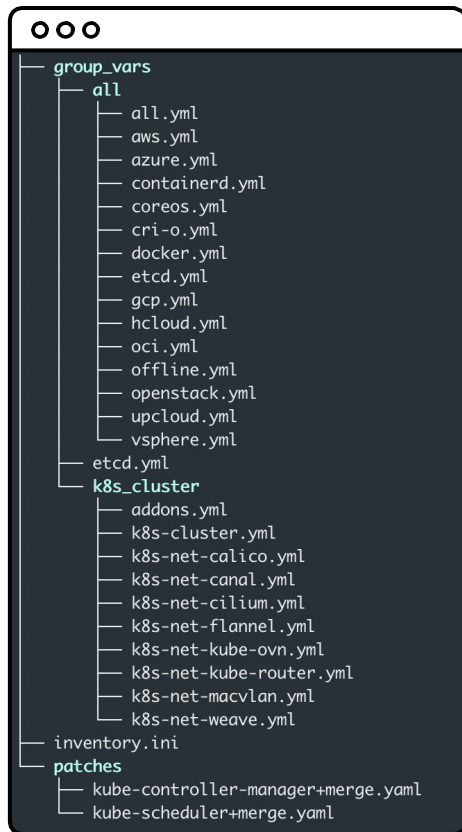 group_vars
all
all.yml
aws.yml
azure.yml
containerd.yml
coreos.yml
cri-o.yml
docker.yml
etcd.yml
gcp.yml
hcloud.yml
oci.yml
offline.yml
openstack.yml
upcloud.yml
vsphere.yml
etcd.yml
k8s_cluster
addons.yml
k8s-cluster.yml
k8s-net-calico.yml
k8s-net-canal.yml
k8s-net-cilium.yml
k8s-net-flannel.yml
k8s-net-kube-ovn.yml
k8s-net-kube-router.yml
k8s-net-macvlan.yml
k8s-net-weave.yml
inventory.ini
patches
kube-controller-manager+merge.yaml
kube-scheduler+merge.yaml